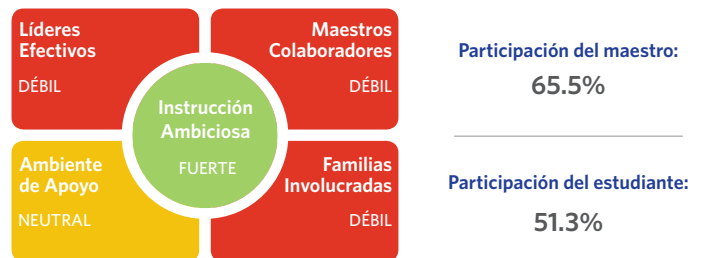 Líderes
Efectivos
DÉBIL
Maestros
Colaboradores
DÉBIL
Instrucción
Ambiciosa
FUERTE
Ambiente
de Apoyo
NEUTRAL
Familias
Involucradas
DÉBIL
Participación del maestro:
65.5%
Participación del estudiante:
51.3%